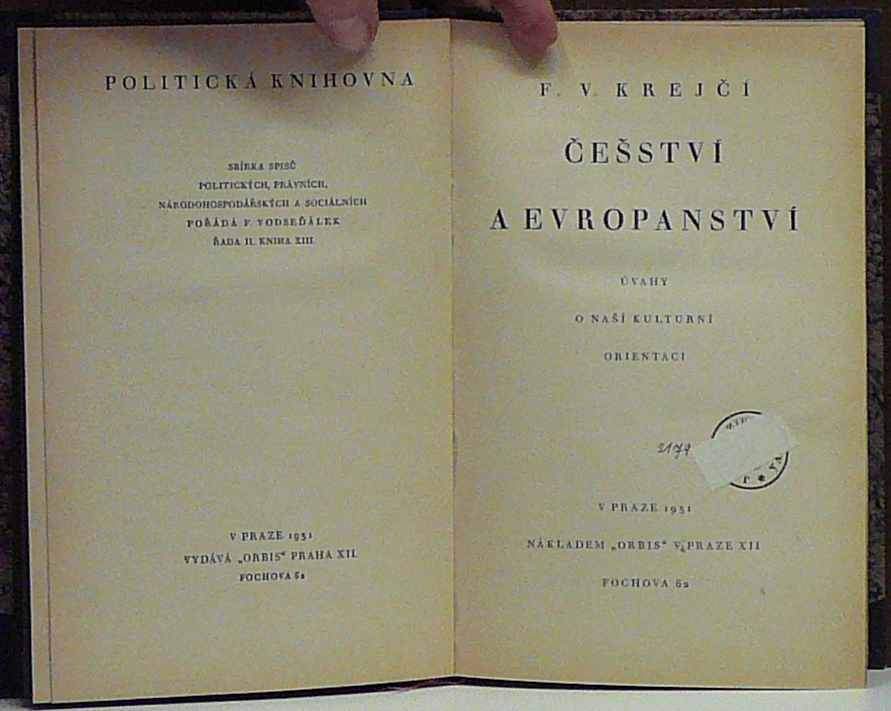 POLITICKÁ KNIHOVNA
SBÍRKA SPISŮ
POLITICKÝCH, PRÁVNÍCH,
NÁRODOHOSPODÁŘSKÝCH A SOCIÁLNÍCH
POŘÁDÁ F. VODSEĎÁLEK
ŘADA II. KNIHA XIII.
V PRAZE 1931
VYDÁVÁ „ORBIS“ PRAHA XII.
FOCHOVA 62
F. V. KREJČÍ
ČEŠSTVÍ
A EVROPANSTVÍ
ÚVAHY
O NAŠÍ KULTURNÍ
ORIENTACI
2179
V PRAZE 1931
NÁKLADEM „ORBIS“ V PRAZE XII
FOCHOVA 62